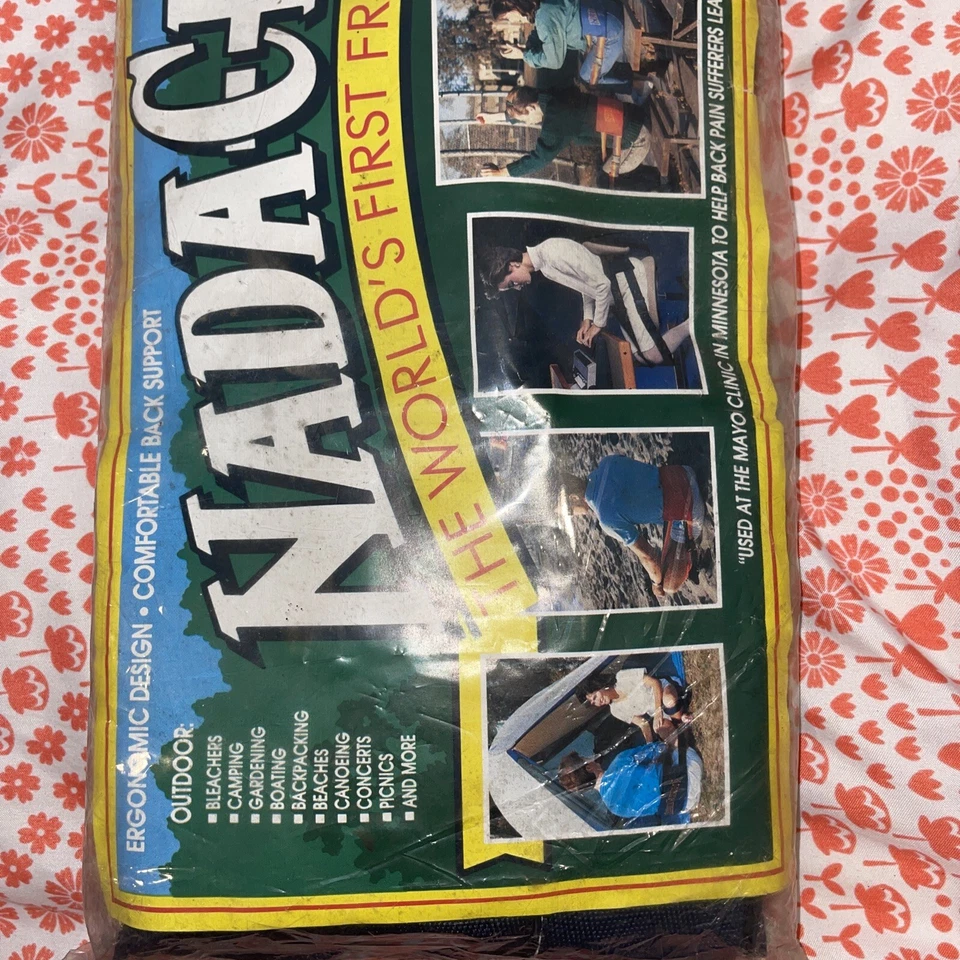 ERGONOMIC DESIGN • COMFORTABLE BACK SUPPORT
NADA-C
THE WORLD'S FIRST FR
OUTDOOR:
■ BLEACHERS
■ CAMPING
■ GARDENING
■ BOATING
■ BACKPACKING
■ BEACHES
■ CANOEING
■ CONCERTS
■ PICNICS
■ AND MORE
"USED AT THE MAYO CLINIC IN MINNESOTA TO HELP BACK PAIN SUFFERERS LEA